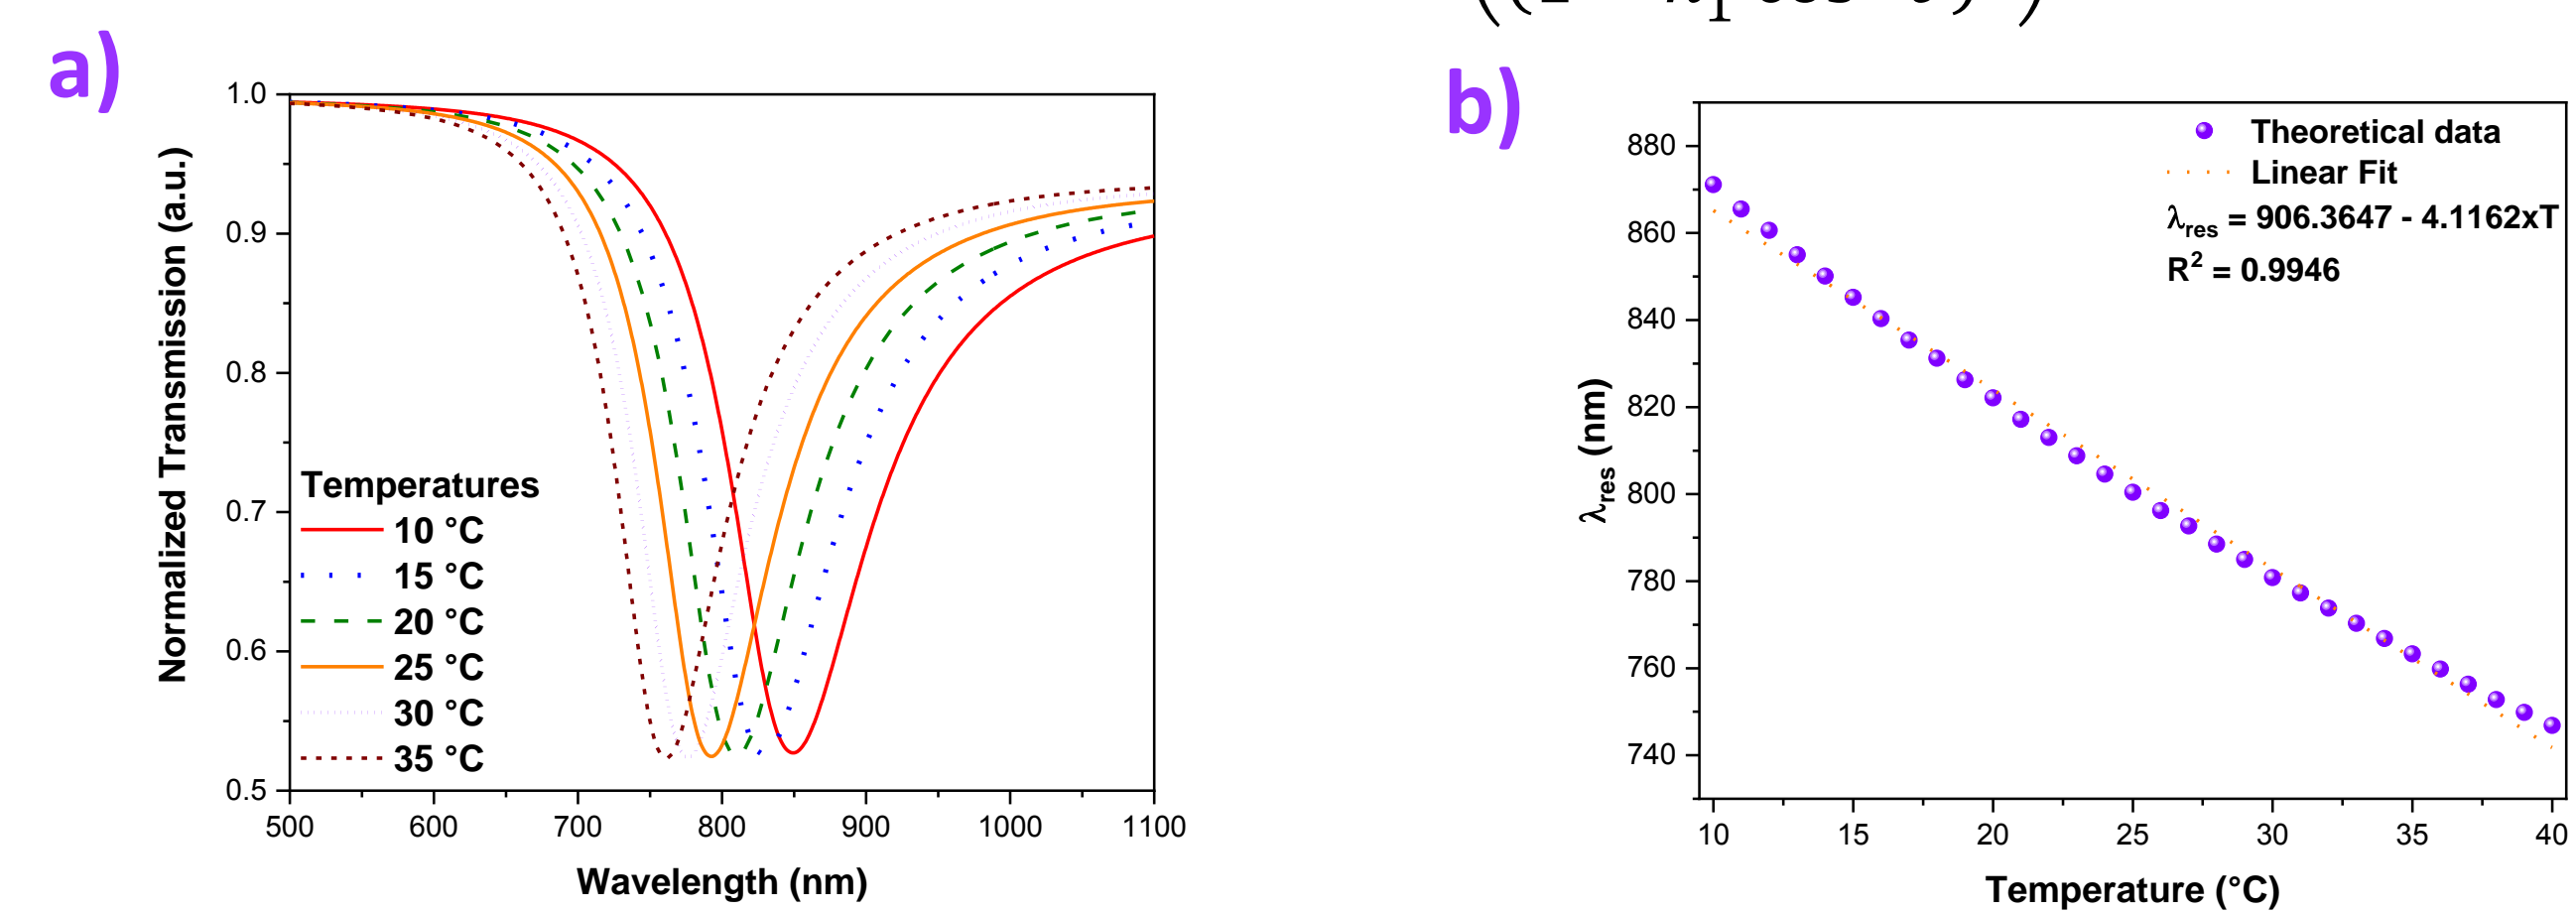 a)
Normalized Transmission (a.u.)
1.0
0.9
0.8
0.7
0.6
0.5
Temperatures
10 °C
15 °C
20 °C
25 °C
30 °C
35 °C
500 600 700 800 900 1000 1100
Wavelength (nm)
b)
λres (nm)
880
860
840
820
800
780
760
740
Theoretical data
Linear Fit
λres = 906.3647 - 4.1162xT
R² = 0.9946
10 15 20 25 30 35 40
Temperature (°C)